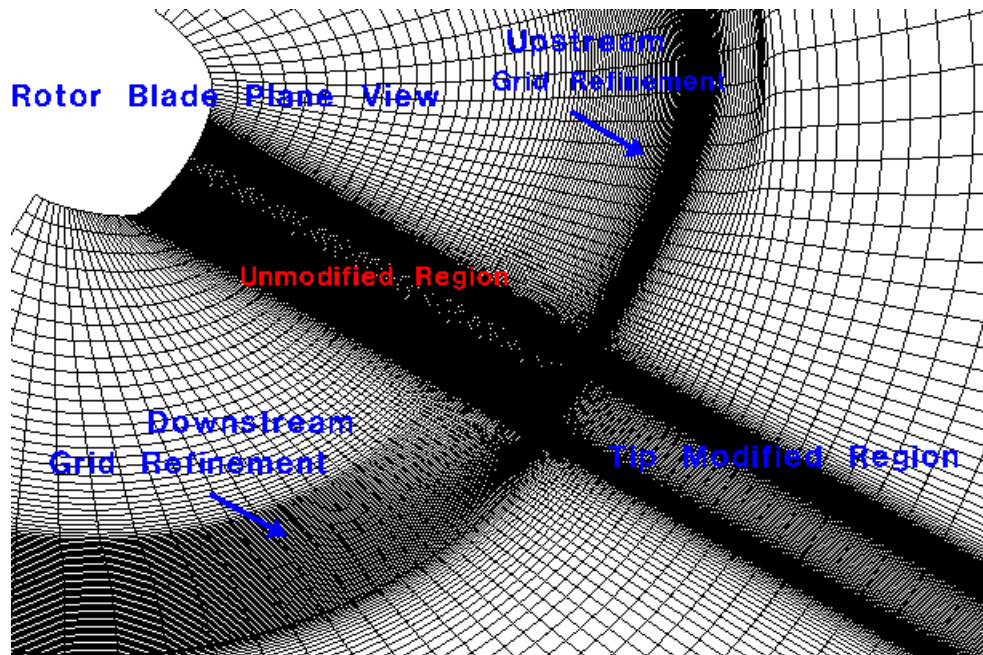 Upstream
Grid Refinement
Rotor Blade Plane View
Unmodified Region
Downstream
Grid Refinement
Tip Modified Region